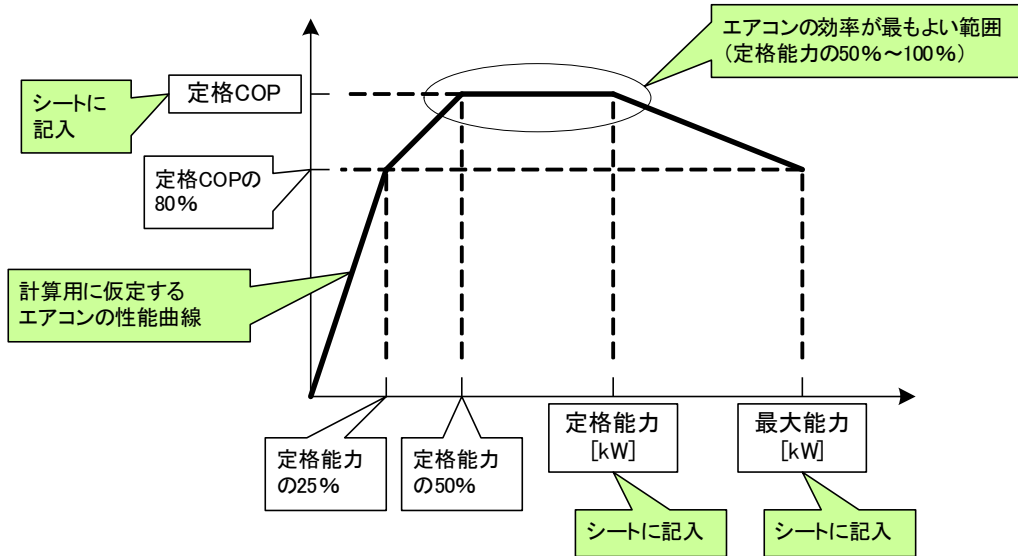 エアコンの効率が最もよい範囲
（定格能力の50％～100％）
シートに
記入
定格COP
定格COPの
80％
計算用に仮定する
エアコンの性能曲線
定格能力
の25％
定格能力
の50％
定格能力
[kW]
最大能力
[kW]
シートに記入
シートに記入